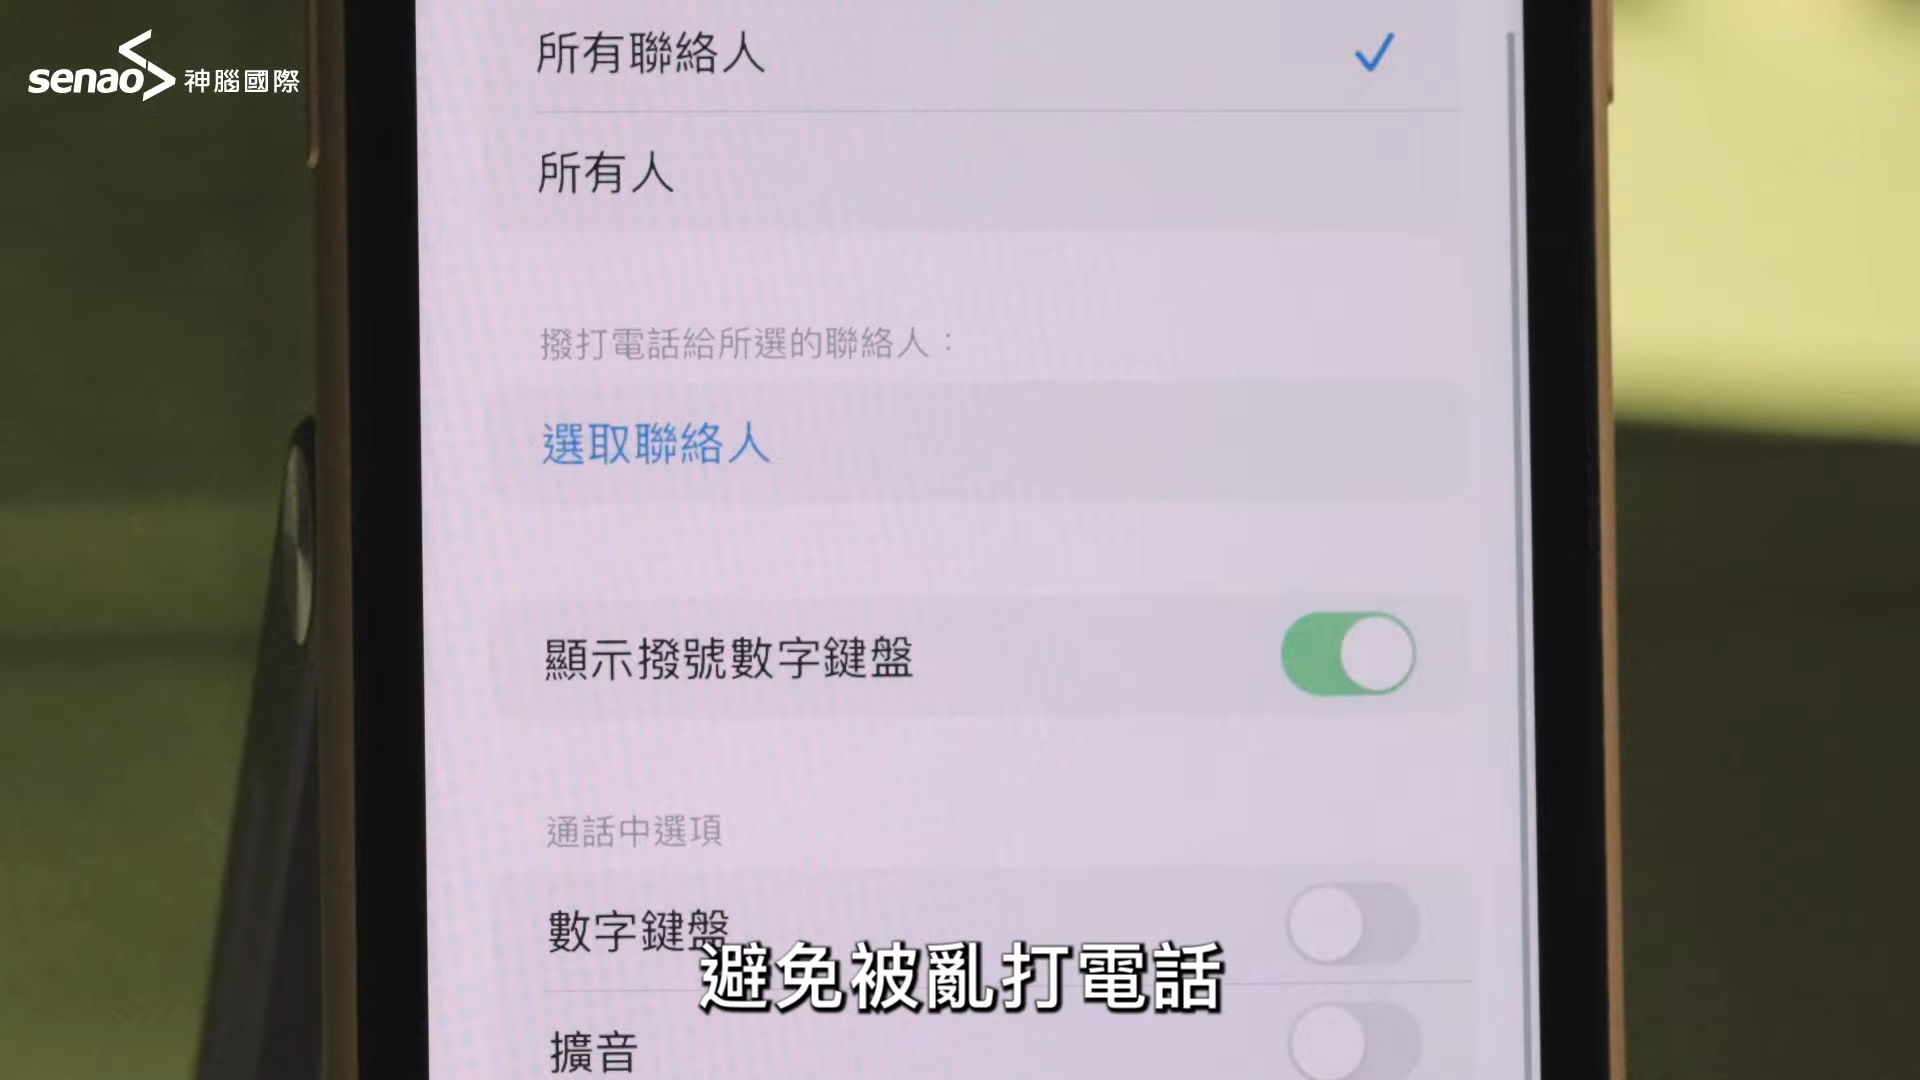 senao 神腦國際
所有聯絡人
所有人
撥打電話給所選的聯絡人：
選取聯絡人
顯示撥號數字鍵盤
通話中選項
數字鍵盤
避免被亂打電話
擴音